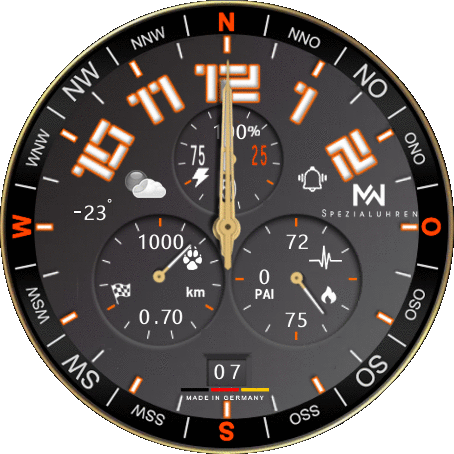 N
NNW
NNO
NW
NO
12
11
1
10
2
WNW
ONO
100%
75
25
-23°
MW
SPEZIALUHREN
W
O
1000
72
0
PAI
km
0.70
75
WSW
OSO
SW
SO
07
MADE IN GERMANY
SSW
SSO
S